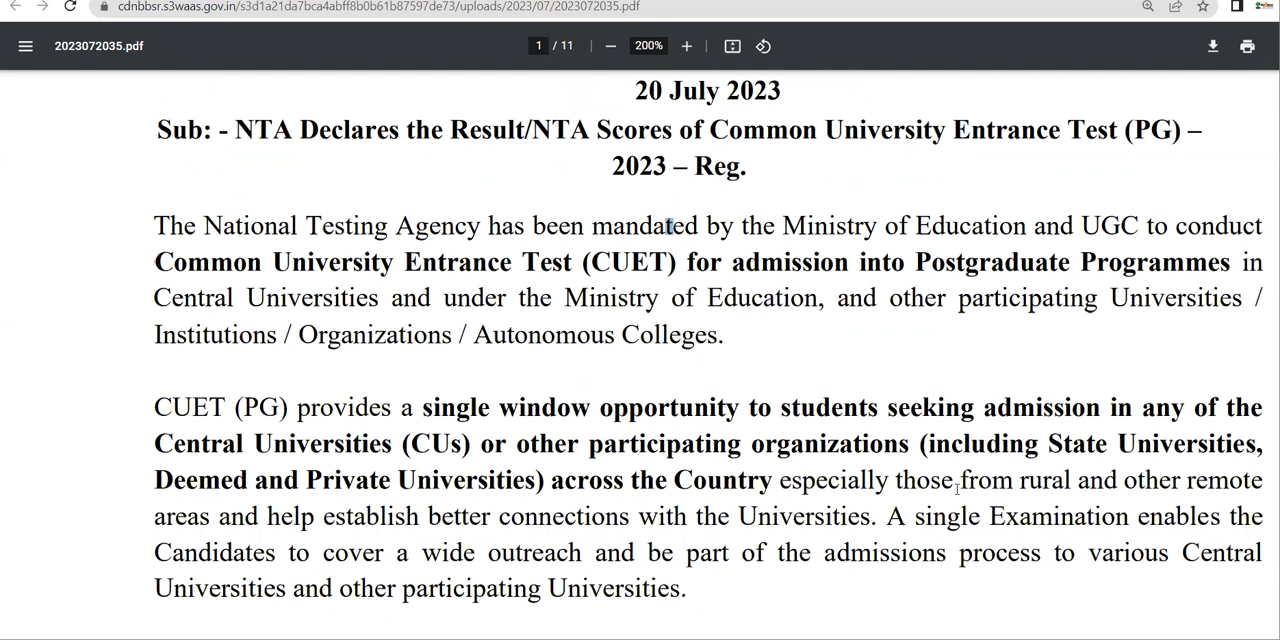 cdnbbsr.s3waas.gov.in/s3d1a21da7bca4abff8b0b61b87597de73/uploads/2023/07/2023072035.pdf
2023072035.pdf 1 / 11 200%
20 July 2023
Sub: - NTA Declares the Result/NTA Scores of Common University Entrance Test (PG) –
2023 – Reg.
The National Testing Agency has been mandated by the Ministry of Education and UGC to conduct
Common University Entrance Test (CUET) for admission into Postgraduate Programmes in
Central Universities and under the Ministry of Education, and other participating Universities /
Institutions / Organizations / Autonomous Colleges.
CUET (PG) provides a single window opportunity to students seeking admission in any of the
Central Universities (CUs) or other participating organizations (including State Universities,
Deemed and Private Universities) across the Country especially those from rural and other remote
areas and help establish better connections with the Universities. A single Examination enables the
Candidates to cover a wide outreach and be part of the admissions process to various Central
Universities and other participating Universities.